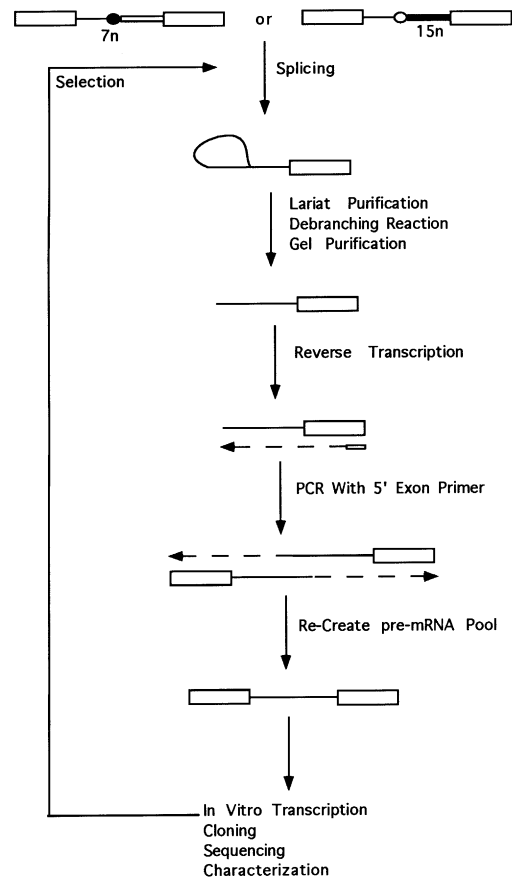 or
7n
15n
Selection
Splicing
Lariat Purification
Debranching Reaction
Gel Purification
Reverse Transcription
PCR With 5' Exon Primer
Re-Create pre-mRNA Pool
In Vitro Transcription
Cloning
Sequencing
Characterization